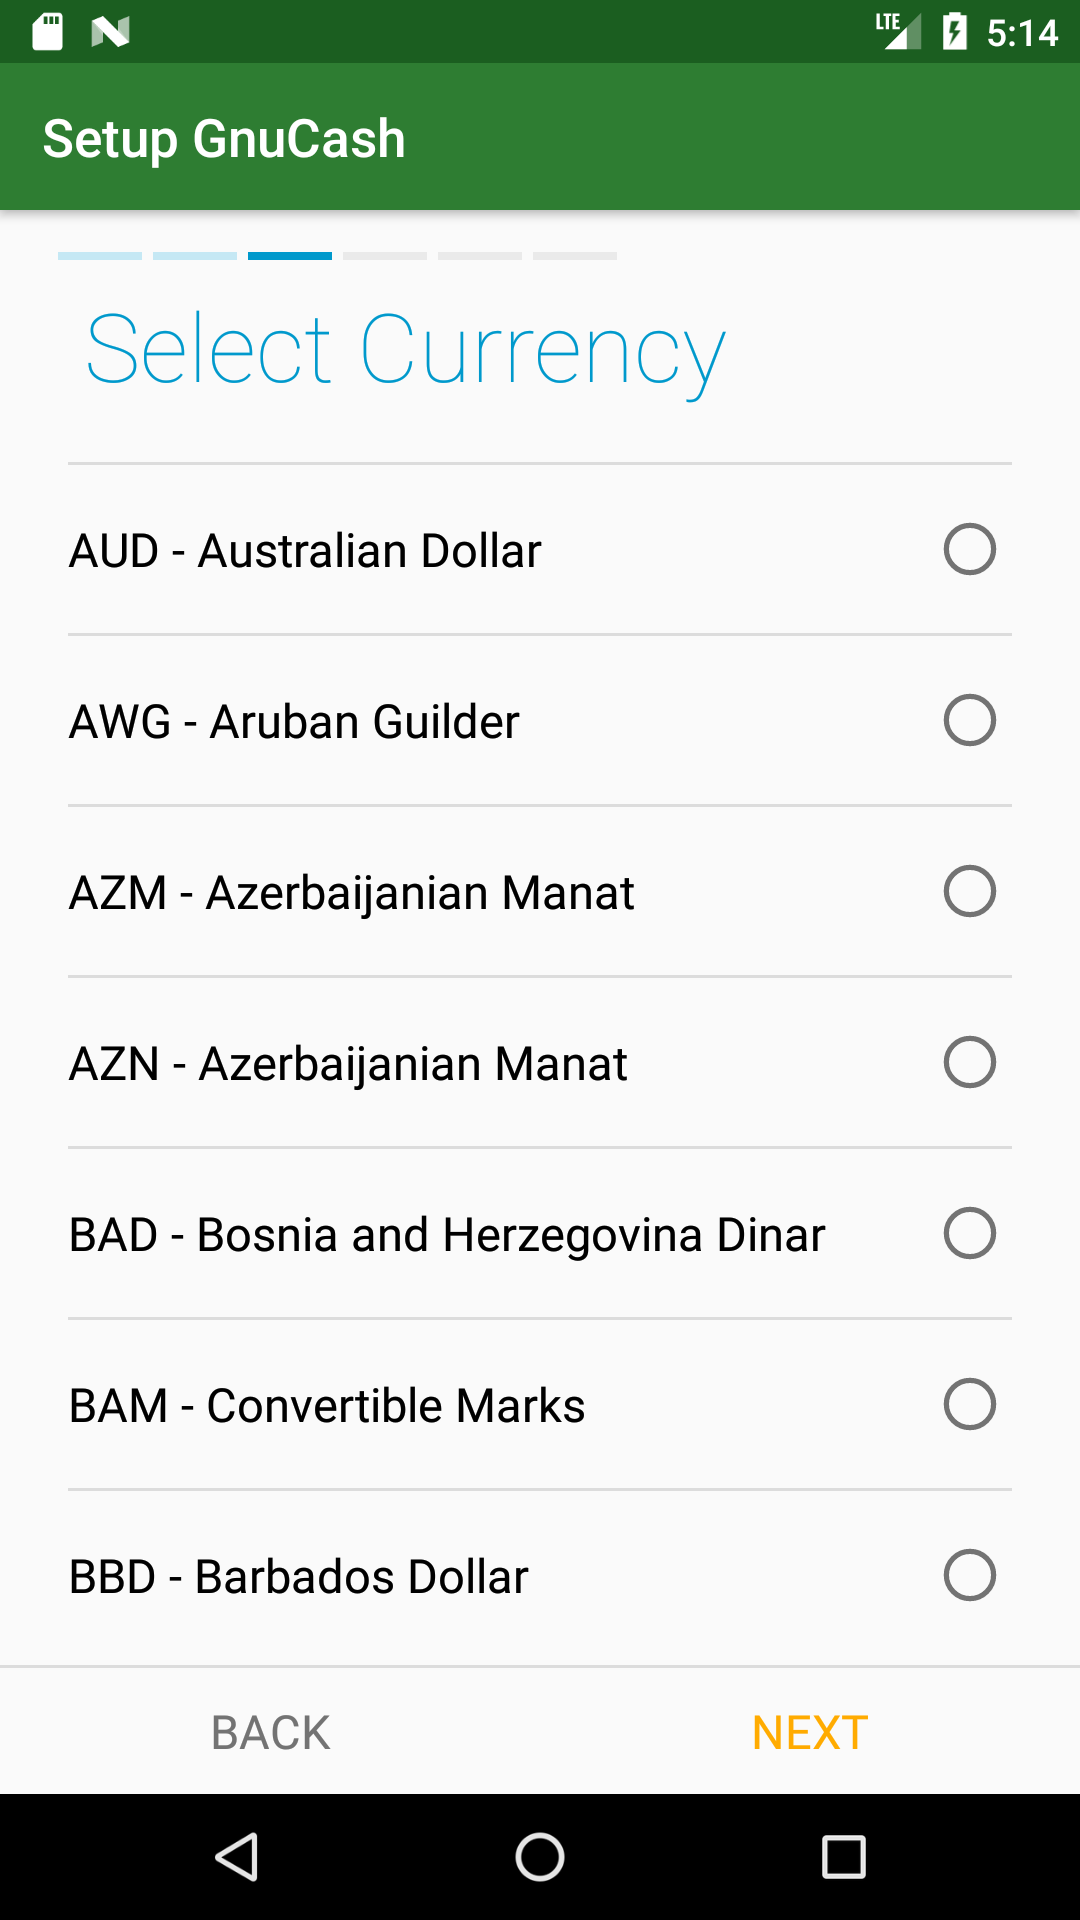 LTE 5:14
Setup GnuCash
Select Currency
AUD - Australian Dollar
AWG - Aruban Guilder
AZM - Azerbaijanian Manat
AZN - Azerbaijanian Manat
BAD - Bosnia and Herzegovina Dinar
BAM - Convertible Marks
BBD - Barbados Dollar
BACK NEXT